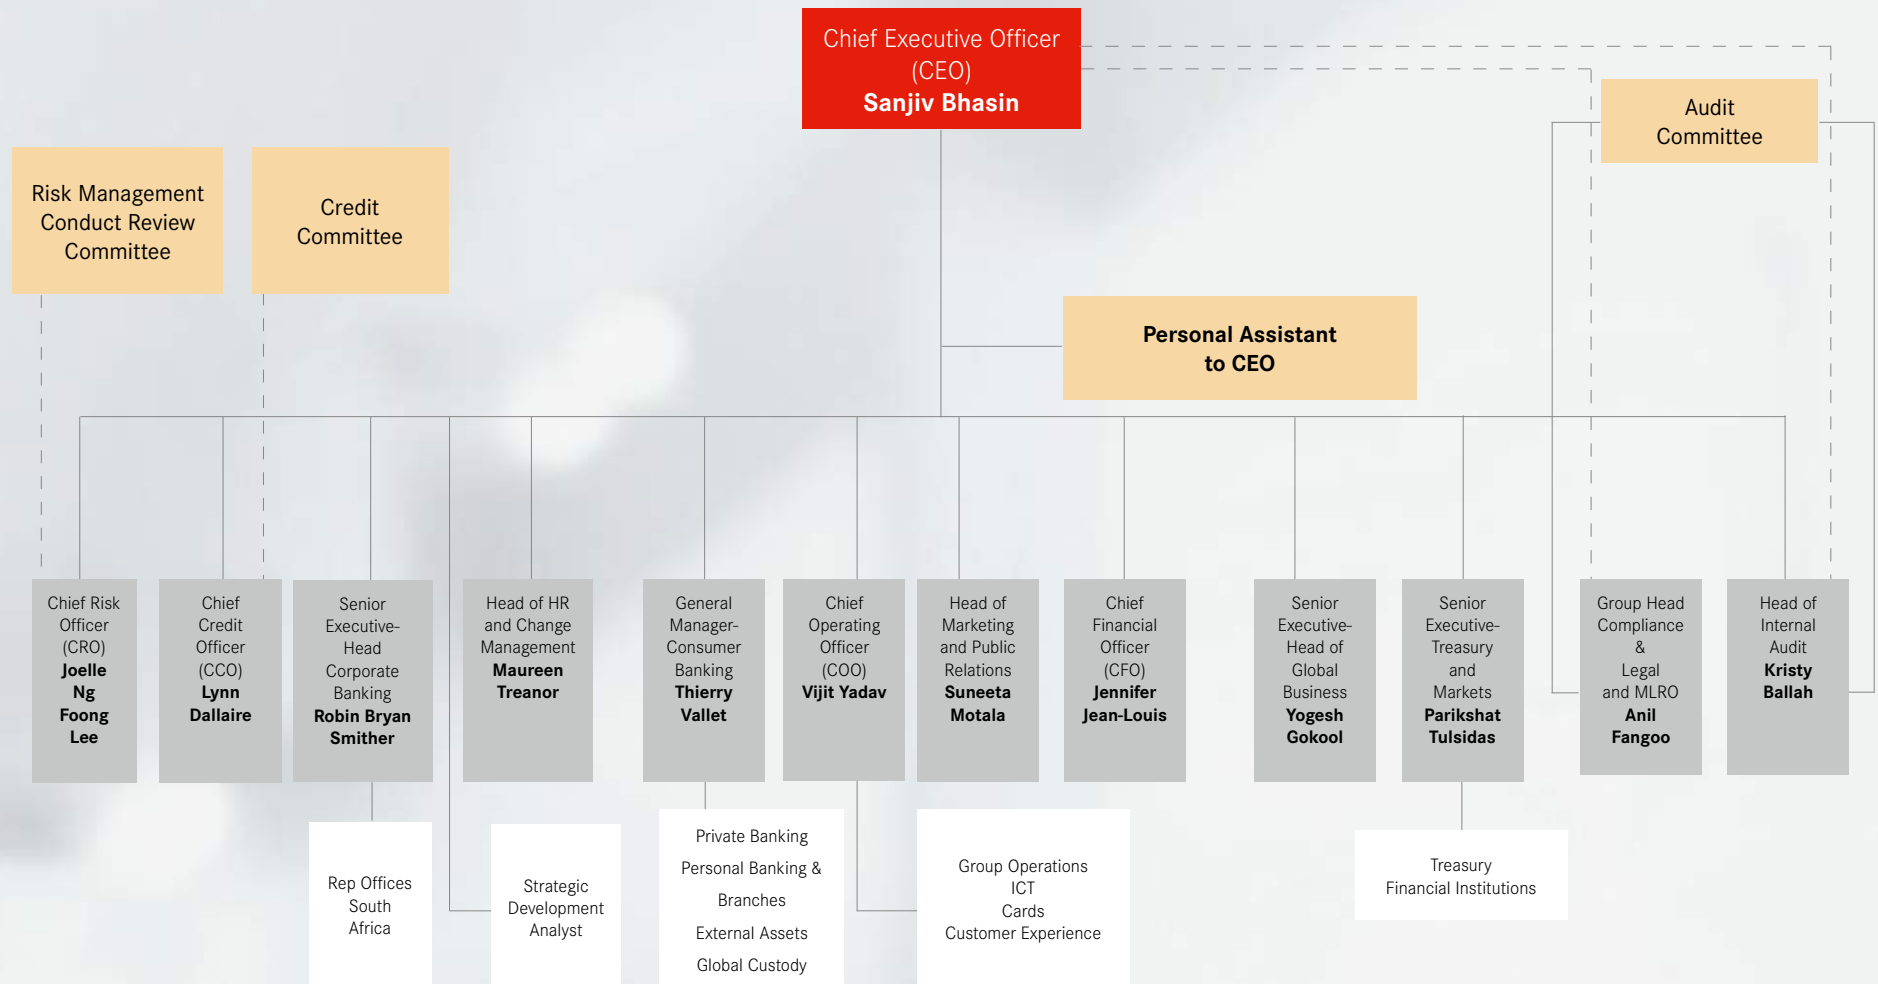 Chief Executive Officer
(CEO)
Sanjiv Bhasin
Audit
Committee
Risk Management
Conduct Review
Committee
Credit
Committee
Personal Assistant
to CEO
Chief Risk
Officer
(CRO)
Joelle
Ng
Foong
Lee
Chief
Credit
Officer
(CCO)
Lynn
Dallaire
Senior
Executive-
Head
Corporate
Banking
Robin Bryan
Smither
Head of HR
and Change
Management
Maureen
Treanor
General
Manager-
Consumer
Banking
Thierry
Vallet
Chief
Operating
Officer
(COO)
Vijit Yadav
Head of
Marketing
and Public
Relations
Suneeta
Motala
Chief
Financial
Officer
(CFO)
Jennifer
Jean-Louis
Senior
Executive-
Head of
Global
Business
Yogesh
Gokool
Senior
Executive-
Treasury
and
Markets
Parikshat
Tulsidas
Group Head
Compliance
&
Legal
and MLRO
Anil
Fangoo
Head of
Internal
Audit
Kristy
Ballah
Rep Offices
South
Africa
Strategic
Development
Analyst
Private Banking
Personal Banking &
Branches
External Assets
Global Custody
Group Operations
ICT
Cards
Customer Experience
Treasury
Financial Institutions